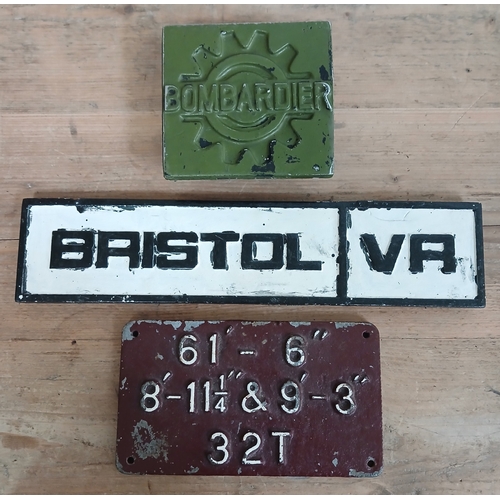 BOMBARDIER
BRISTOL VR
61' - 6"
8'-11¼" & 9'-3"
32T